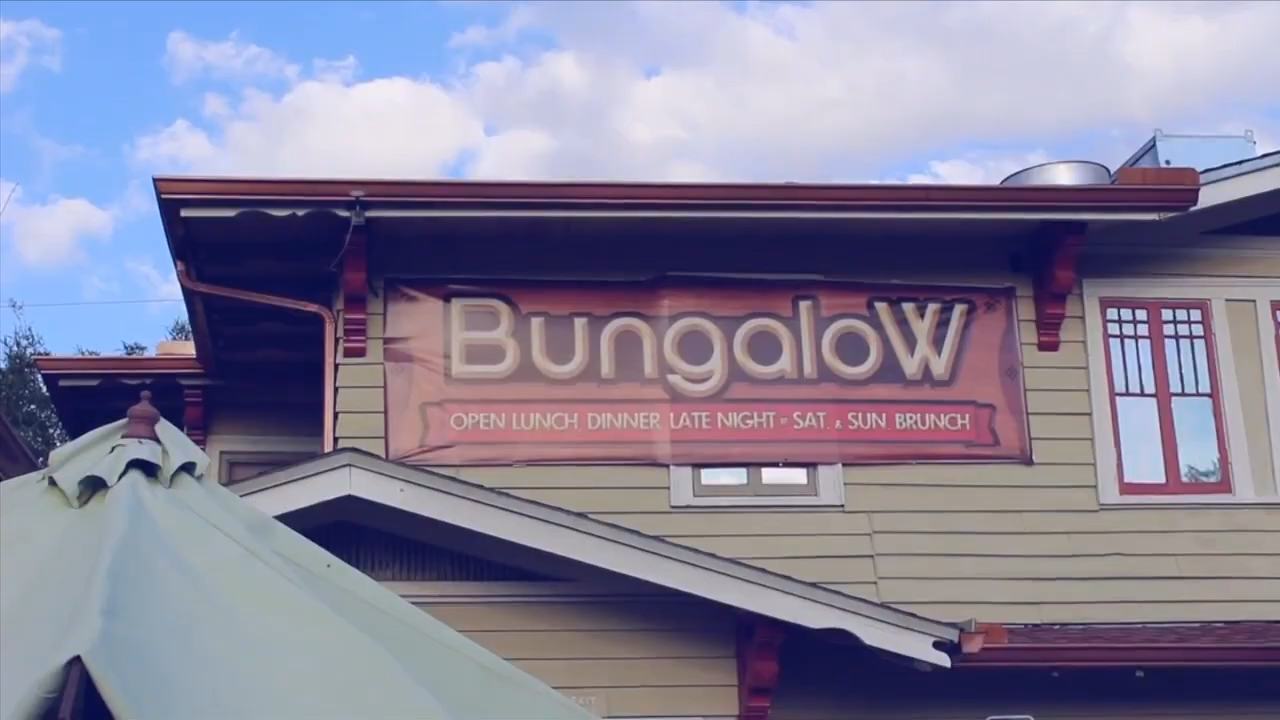 BungaloW
OPEN LUNCH, DINNER, LATE NIGHT • SAT. & SUN. BRUNCH